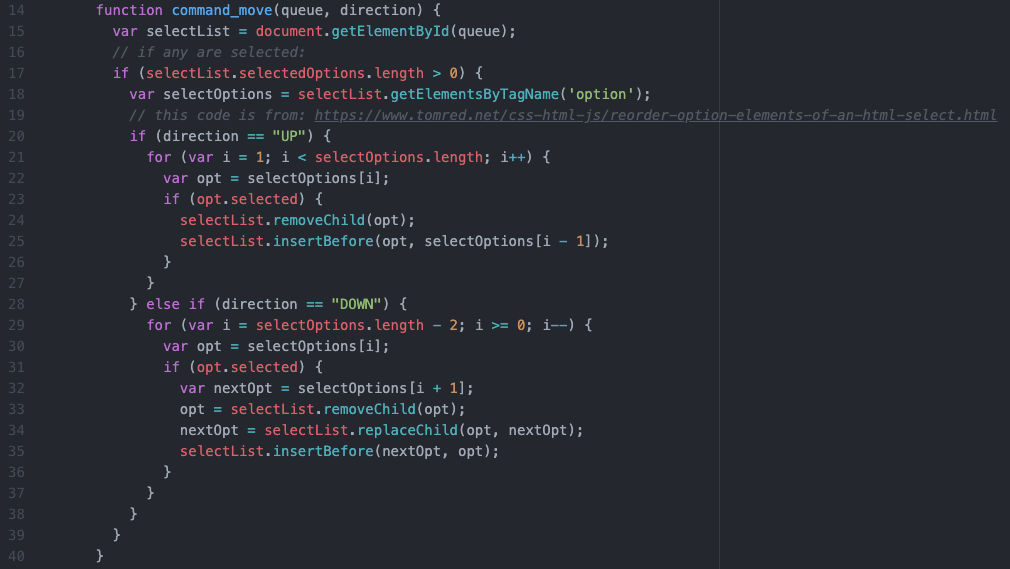 14 function command_move(queue, direction) {
15 var selectList = document.getElementById(queue);
16 // if any are selected:
17 if (selectList.selectedOptions.length > 0) {
18 var selectOptions = selectList.getElementsByTagName('option');
19 // this code is from: https://www.tomred.net/css-html-js/reorder-option-elements-of-an-html-select.html
20 if (direction == "UP") {
21 for (var i = 1; i < selectOptions.length; i++) {
22 var opt = selectOptions[i];
23 if (opt.selected) {
24 selectList.removeChild(opt);
25 selectList.insertBefore(opt, selectOptions[i - 1]);
26 }
27 }
28 } else if (direction == "DOWN") {
29 for (var i = selectOptions.length - 2; i >= 0; i--) {
30 var opt = selectOptions[i];
31 if (opt.selected) {
32 var nextOpt = selectOptions[i + 1];
33 opt = selectList.removeChild(opt);
34 nextOpt = selectList.replaceChild(opt, nextOpt);
35 selectList.insertBefore(nextOpt, opt);
36 }
37 }
38 }
39 }
40 }